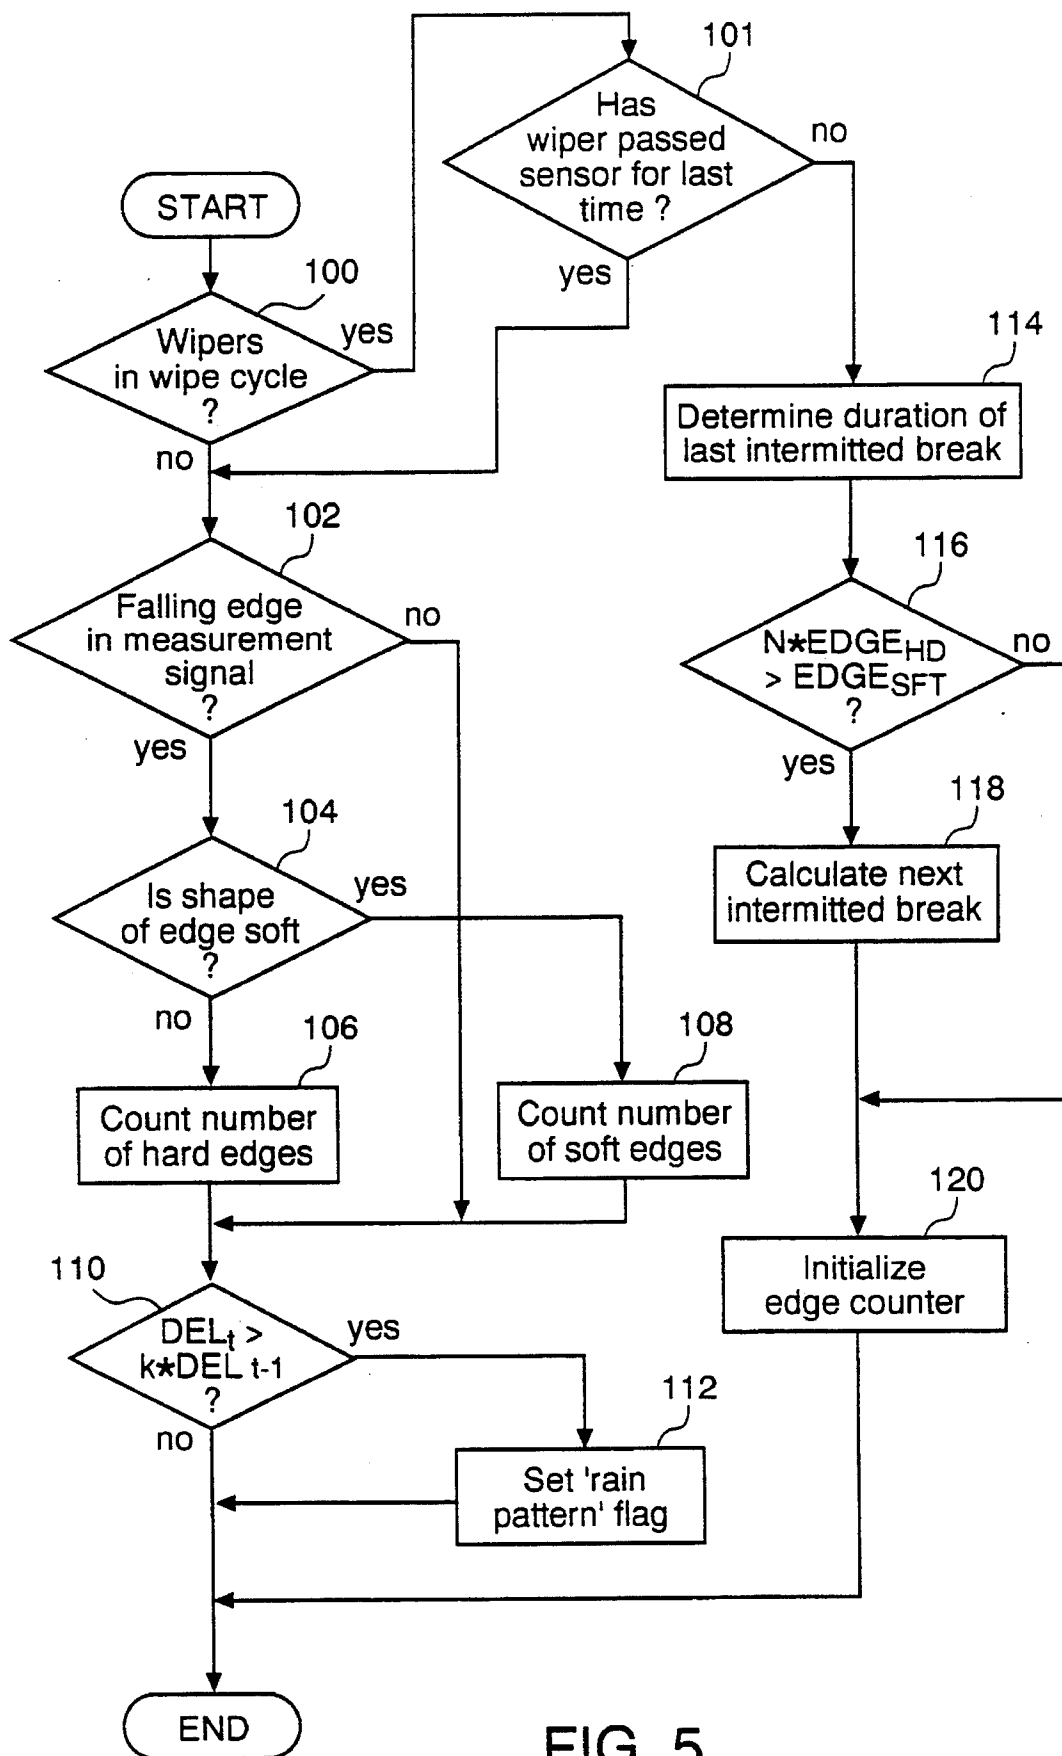 101
Has
wiper passed
sensor for last
time ?
no
yes
START
100
Wipers
in wipe cycle
?
yes
no
114
Determine duration of
last intermitted break
102
Falling edge
in measurement
signal
?
no
yes
116
N*EDGE_HD
> EDGE_SFT
?
no
yes
104
Is shape
of edge soft
?
yes
no
118
Calculate next
intermitted break
106
Count number
of hard edges
108
Count number
of soft edges
120
Initialize
edge counter
110
DEL_t >
k*DEL t-1
?
yes
no
112
Set 'rain
pattern' flag
END
FIG. 5